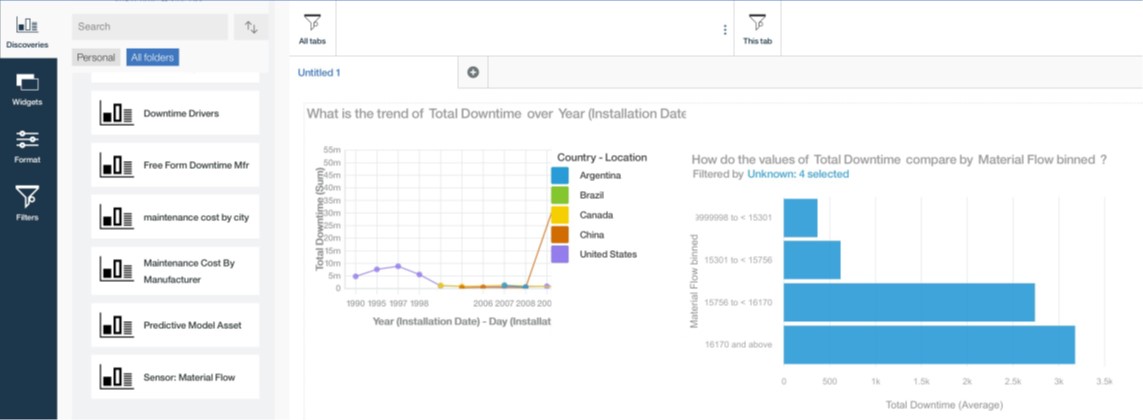 Discoveries
Widgets
Format
Filters
Search
Personal
All folders
Downtime Drivers
Free Form Downtime Mfr
maintenance cost by city
Maintenance Cost By
Manufacturer
Predictive Model Asset
Sensor: Material Flow
All tabs
This tab
Untitled 1
What is the trend of Total Downtime over Year (Installation Date
Total Downtime (Sum)
55m
50m
45m
40m
35m
30m
25m
20m
15m
10m
5m
0
1990 1995 1997 1998 2006 2007 2008 200
Year (Installation Date) - Day (Installat
Country - Location
Argentina
Brazil
Canada
China
United States
How do the values of Total Downtime compare by Material Flow binned ?
Filtered by Unknown: 4 selected
Material Flow binned
9999998 to < 15301
15301 to < 15756
15756 to < 16170
16170 and above
0 500 1k 1.5k 2k 2.5k 3k 3.5k
Total Downtime (Average)